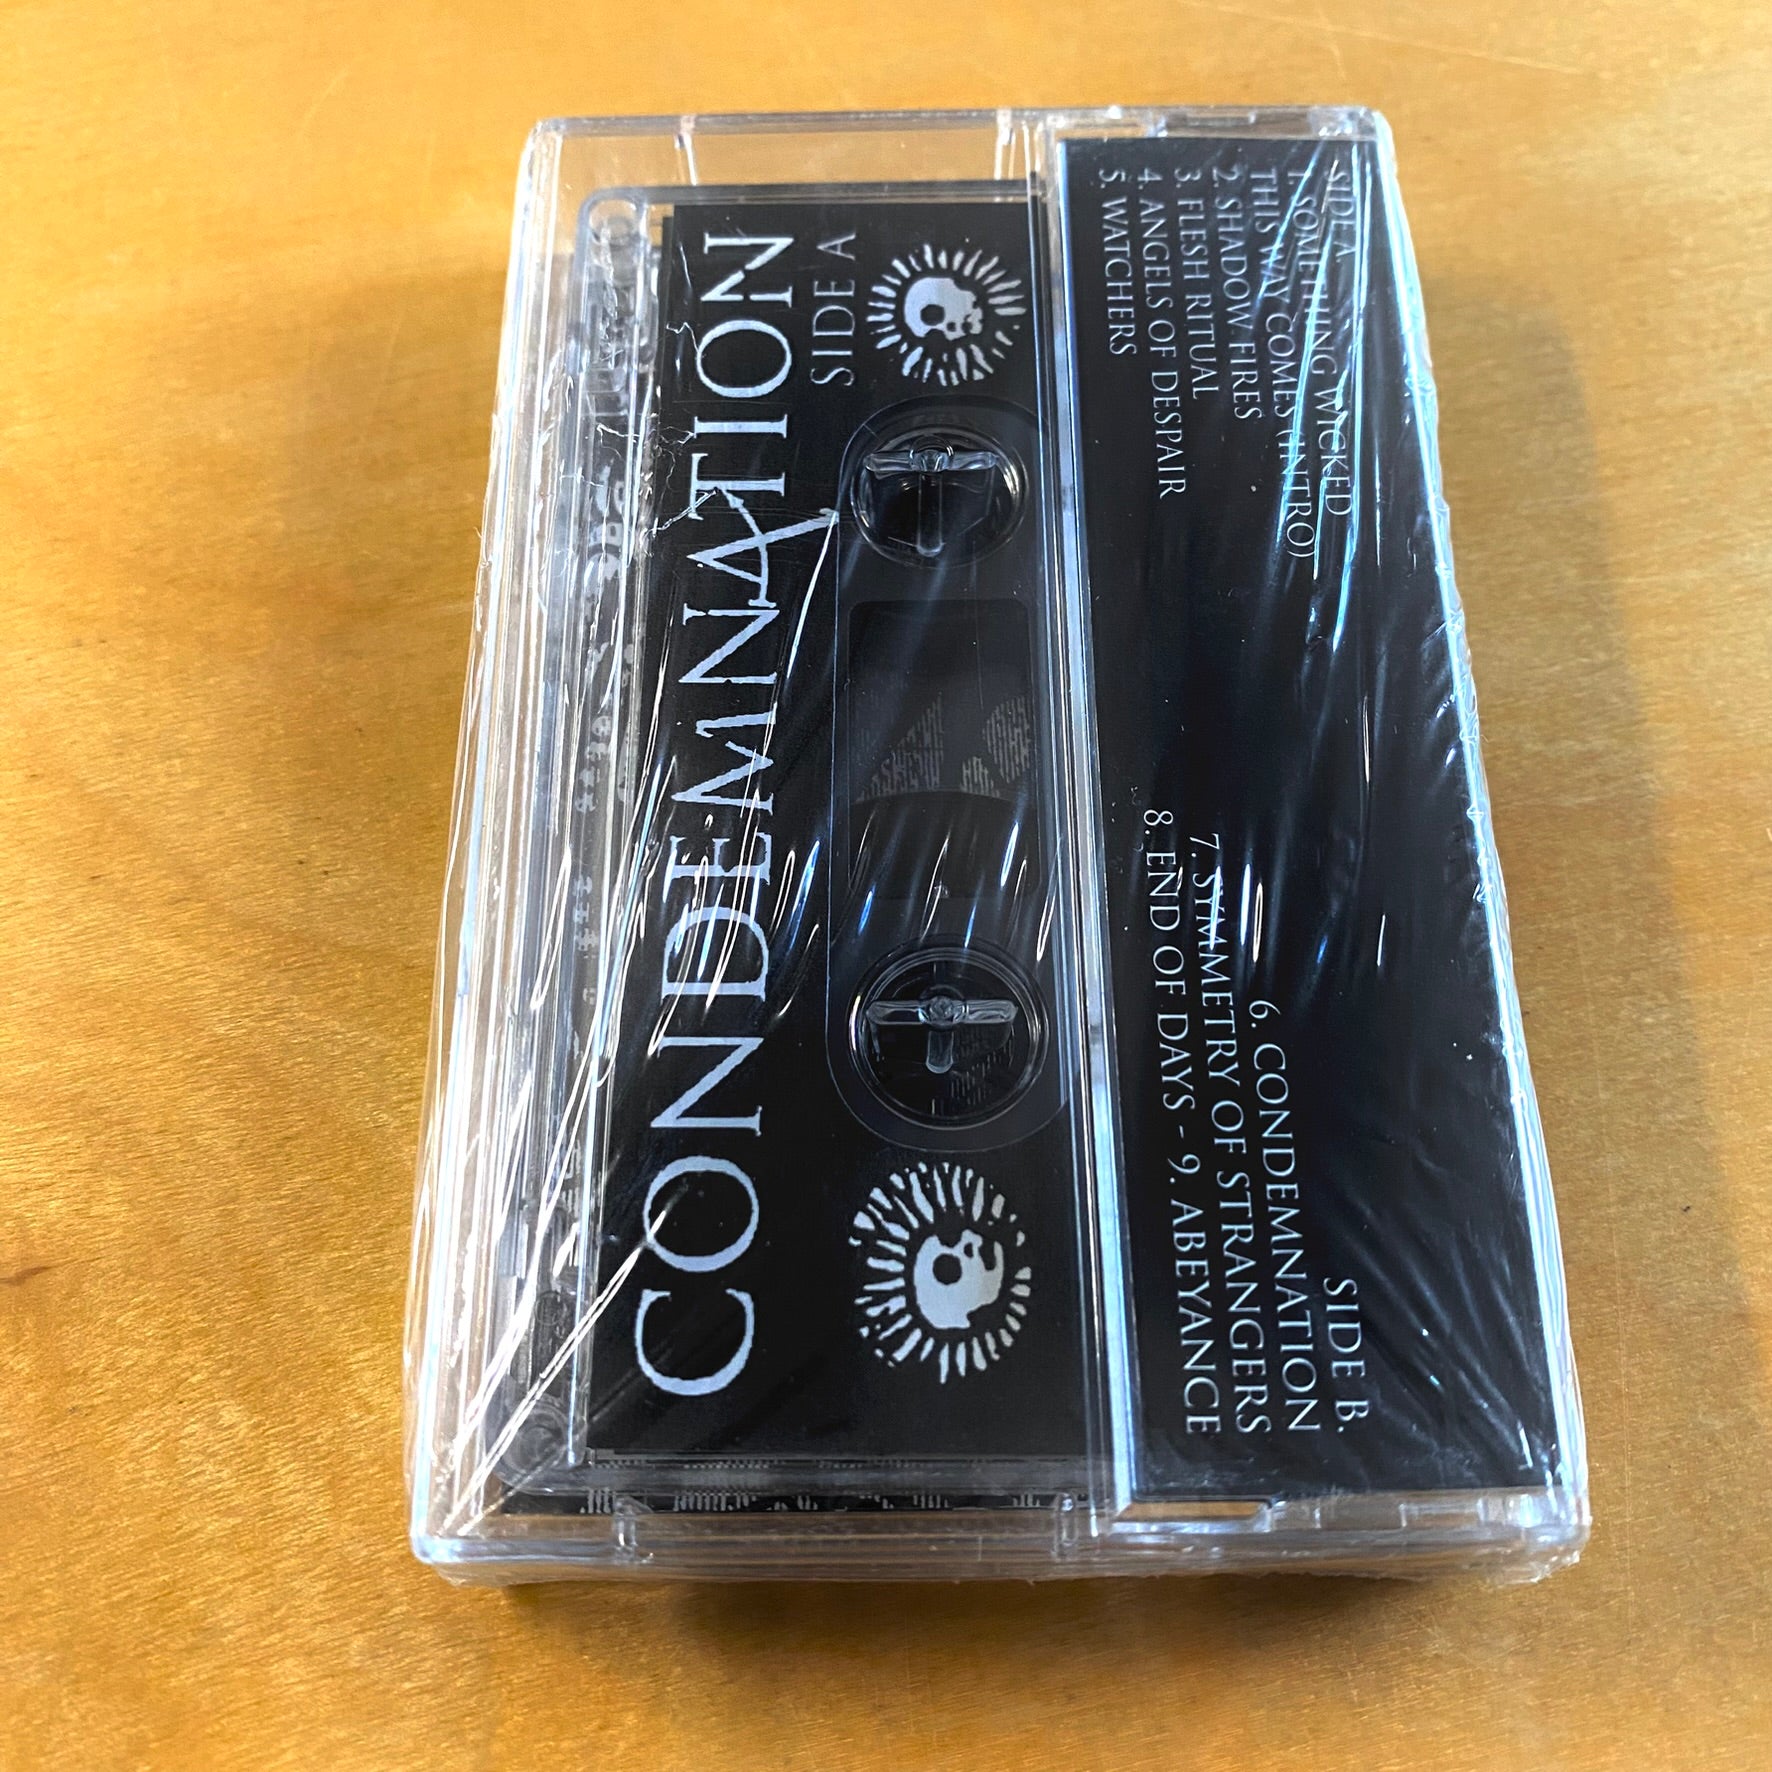 CONDEMNATION
SIDE A
SIDE A.
1. SOMETHING WICKED
THIS WAY COMES (INTRO)
2. SHADOW FIRES
3. FLESH RITUAL
4. ANGELS OF DESPAIR
5. WATCHERS
SIDE B.
6. CONDEMNATION
7. SYMMETRY OF STRANGERS
8. END OF DAYS - 9. ABEYANCE